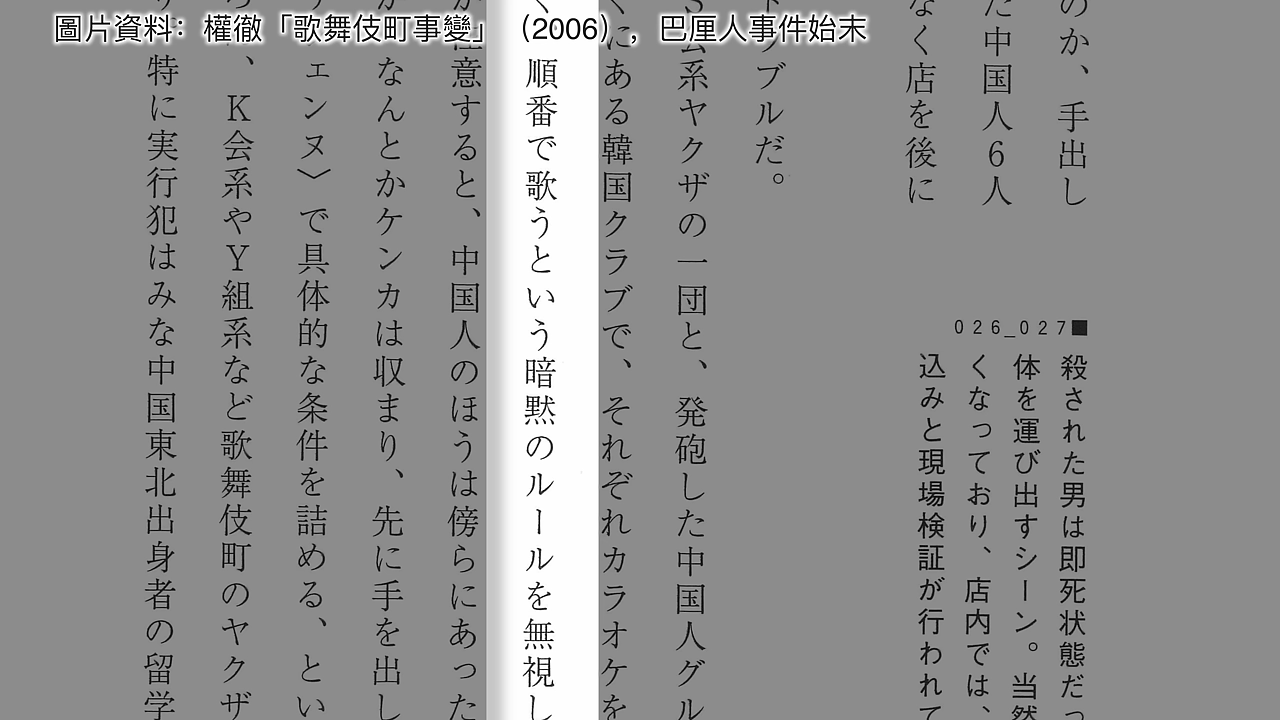 圖片資料：權徹「歌舞伎町事變」（2006），巴厘人事件始末
のか、手出し
た中国人6人
なく店を後に
トラブルだ。
公系ヤクザの一団と、発砲した中国人グル
にある韓国クラブで、それぞれカラオケを
順番で歌うという暗黙のルールを無視し
注意すると、中国人のほうは傍らにあった
なんとかケンカは収まり、先に手を出し
ェンヌ〉で具体的な条件を詰める、とい
、K会系やY組系など歌舞伎町のヤクザ
特に実行犯はみな中国東北出身者の留学
026_027■
殺された男は即死状態だっ
体を運び出すシーン。当然
くなっており、店内では、
込みと現場検証が行われて